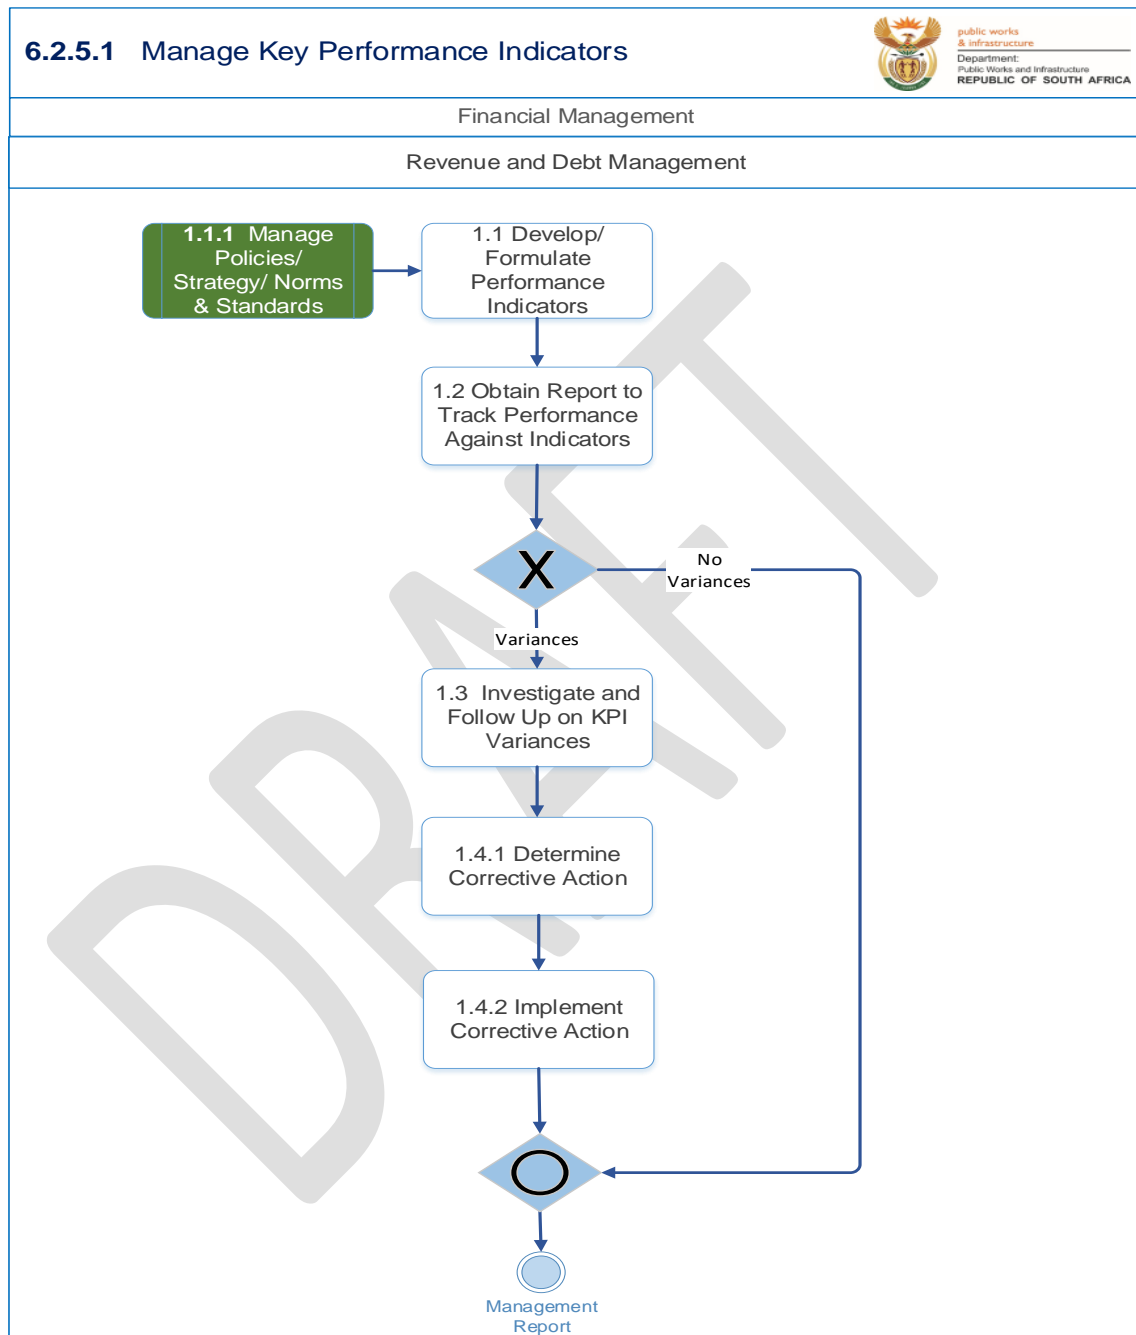 6.2.5.1 Manage Key Performance Indicators
public works
& infrastructure
Department:
Public Works and Infrastructure
REPUBLIC OF SOUTH AFRICA
Financial Management
Revenue and Debt Management
1.1.1 Manage
Policies/
Strategy/ Norms
& Standards
1.1 Develop/
Formulate
Performance
Indicators
1.2 Obtain Report to
Track Performance
Against Indicators
X
No
Variances
Variances
1.3 Investigate and
Follow Up on KPI
Variances
1.4.1 Determine
Corrective Action
1.4.2 Implement
Corrective Action
Management
Report
DRAFT